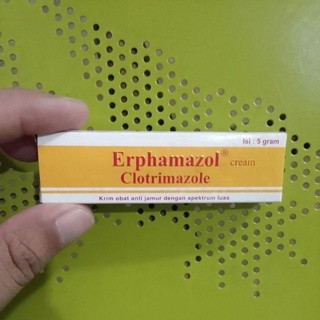 Isi : 5 gram
Erphamazol® cream
Clotrimazole
Krim obat anti jamur dengan spektrum luas